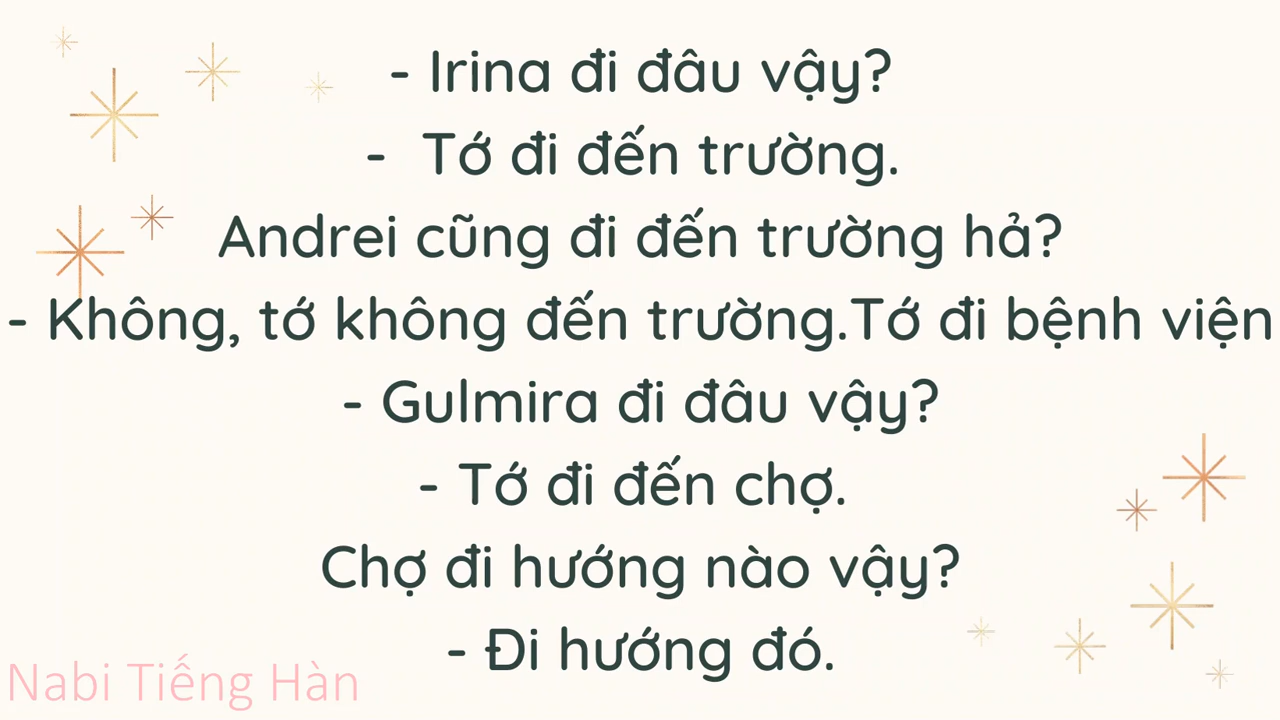 - Irina đi đâu vậy?
- Tớ đi đến trường.
Andrei cũng đi đến trường hả?
- Không, tớ không đến trường.Tớ đi bệnh viện
- Gulmira đi đâu vậy?
- Tớ đi đến chợ.
Chợ đi hướng nào vậy?
- Đi hướng đó.
Nabi Tiếng Hàn